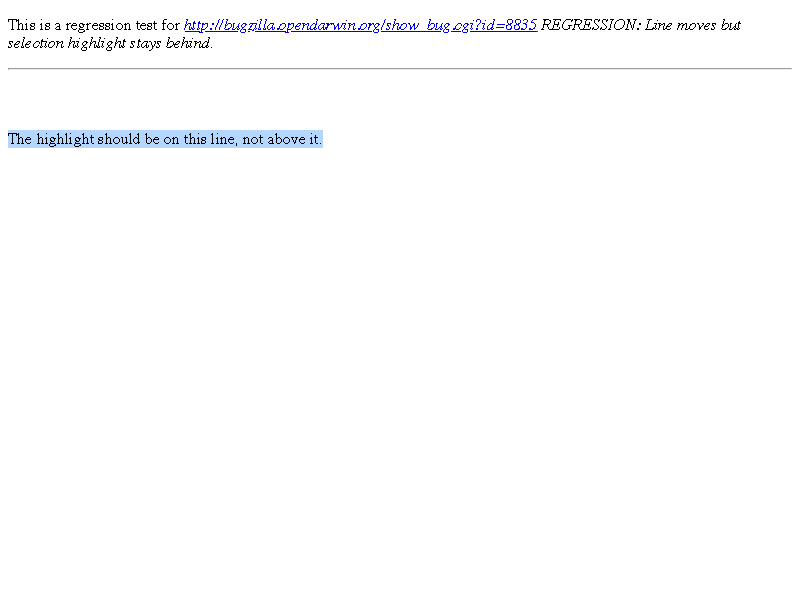 This is a regression test for http://bugzilla.opendarwin.org/show_bug.cgi?id=8835 REGRESSION: Line moves but
selection highlight stays behind.
The highlight should be on this line, not above it.